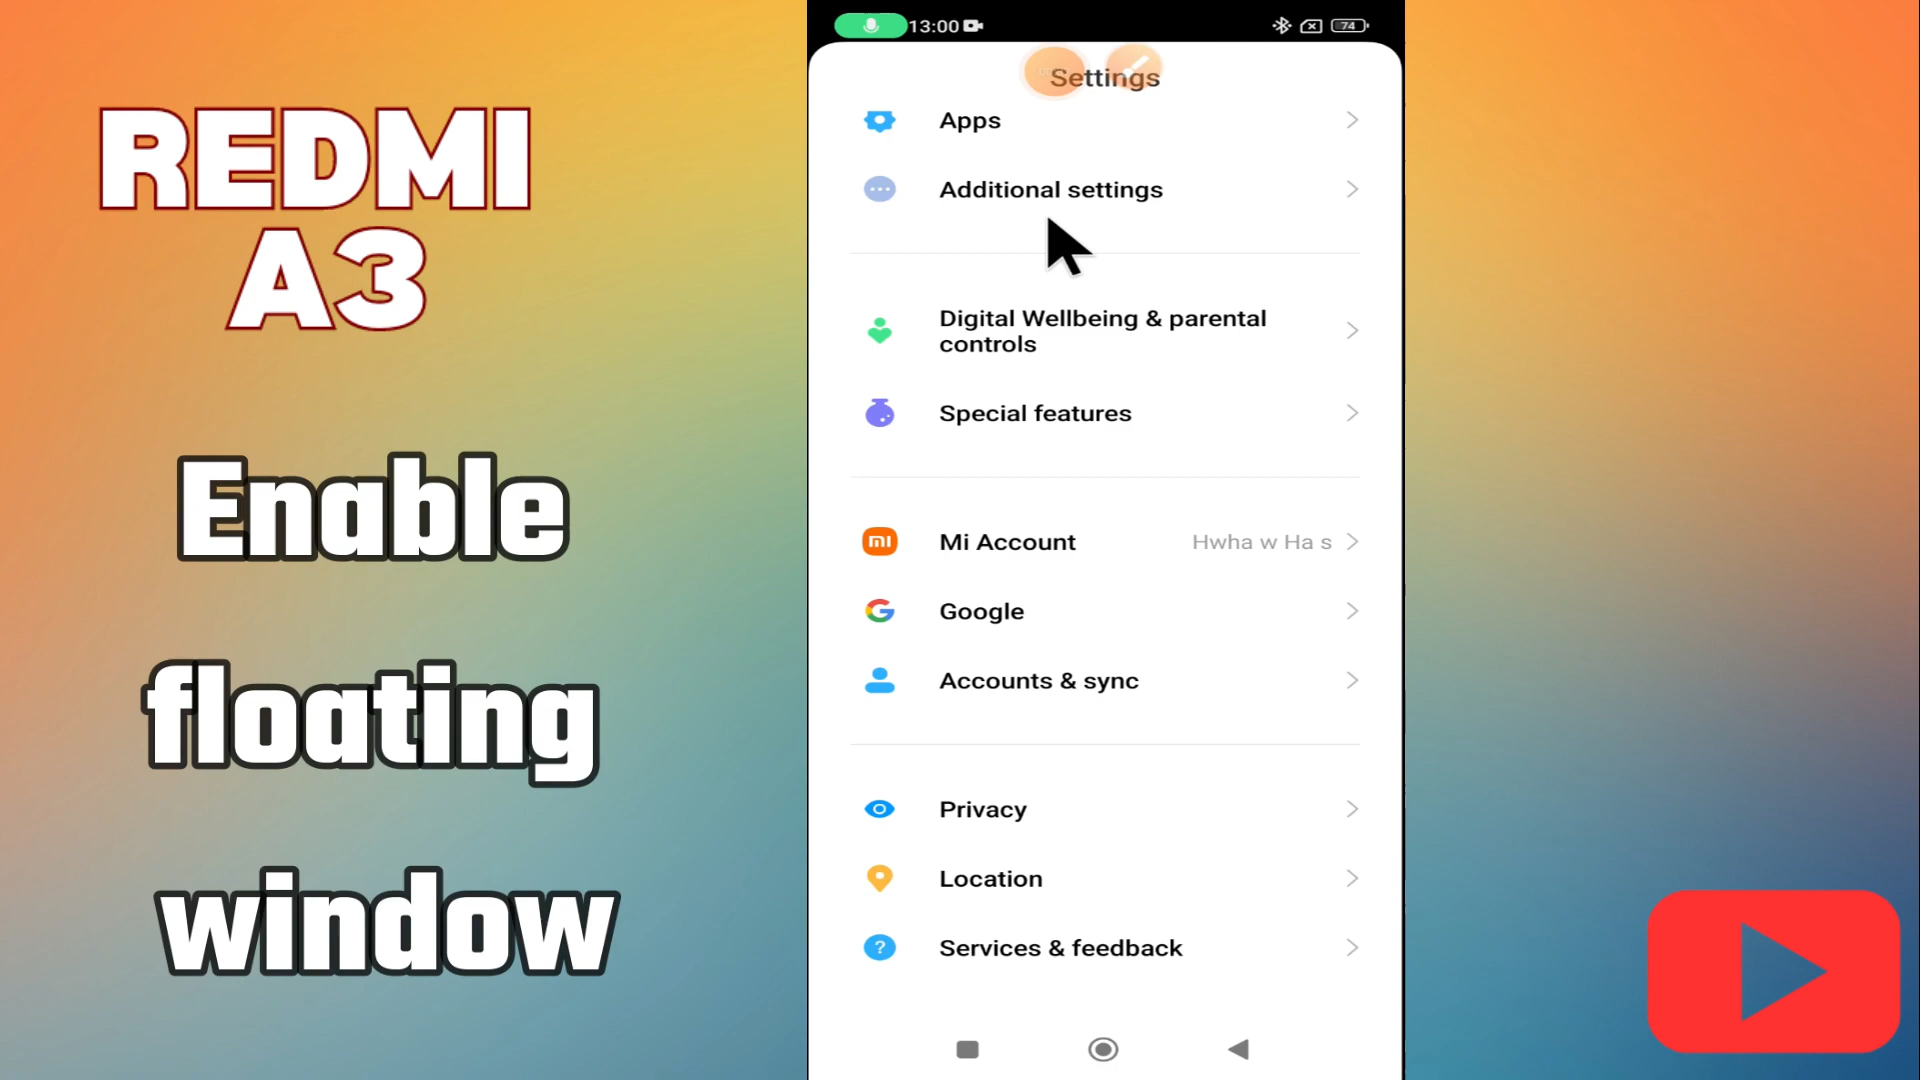 REDMI
A3
Enable
floating
window
13:00
74
Settings
Apps
Additional settings
Digital Wellbeing & parental
controls
Special features
Mi Account
Hwha w Ha s
Google
Accounts & sync
Privacy
Location
Services & feedback